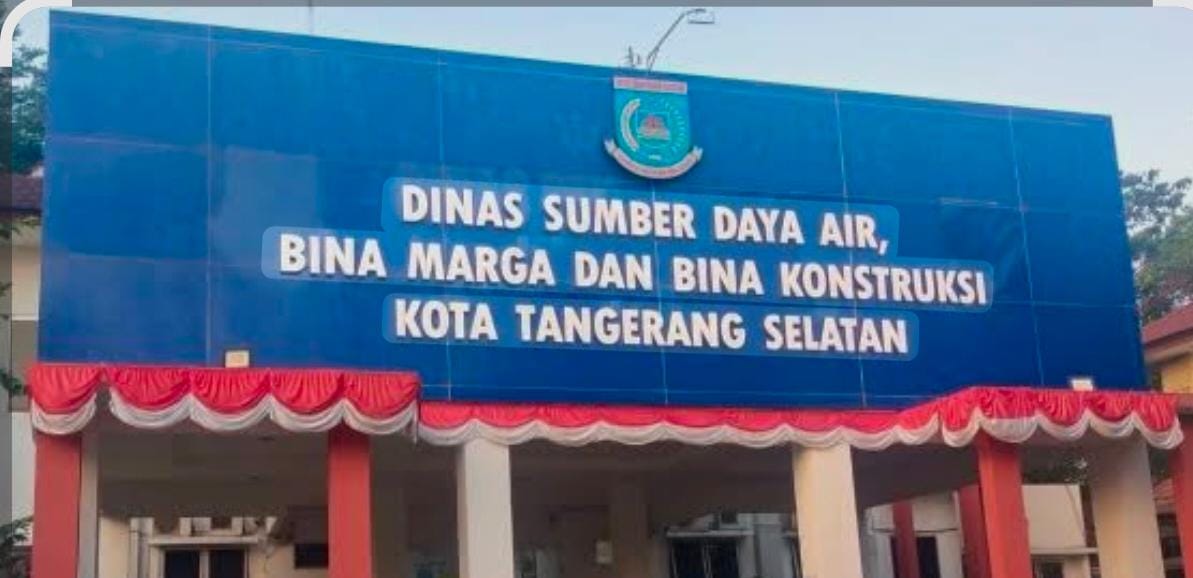 DINAS SUMBER DAYA AIR,
BINA MARGA DAN BINA KONSTRUKSI
KOTA TANGERANG SELATAN